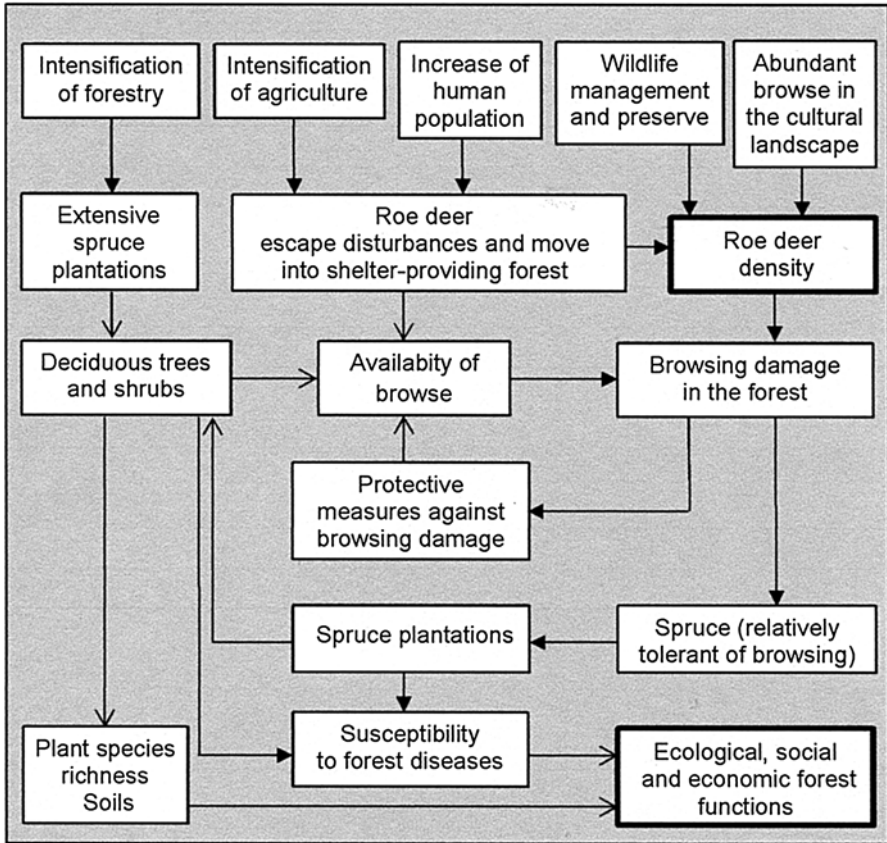 Intensification
of forestry
Intensification
of agriculture
Increase of
human
population
Wildlife
management
and preserve
Abundant
browse in
the cultural
landscape
Extensive
spruce
plantations
Roe deer
escape disturbances and move
into shelter-providing forest
Roe deer
density
Deciduous trees
and shrubs
Availabity of
browse
Browsing damage
in the forest
Protective
measures against
browsing damage
Spruce plantations
Spruce (relatively
tolerant of browsing)
Plant species
richness
Soils
Susceptibility
to forest diseases
Ecological, social
and economic forest
functions